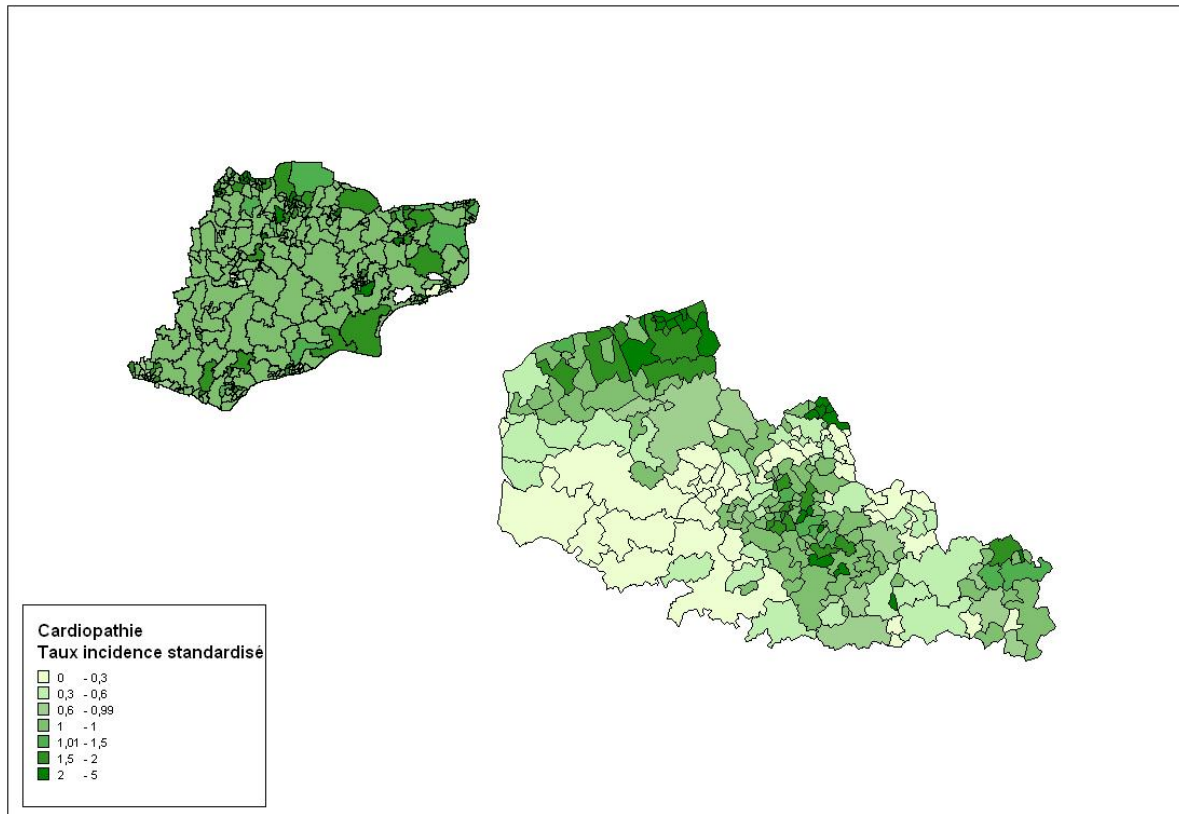 Cardiopathie
Taux incidence standardisé
0 - 0,3
0,3 - 0,6
0,6 - 0,99
1 - 1
1,01 - 1,5
1,5 - 2
2 - 5